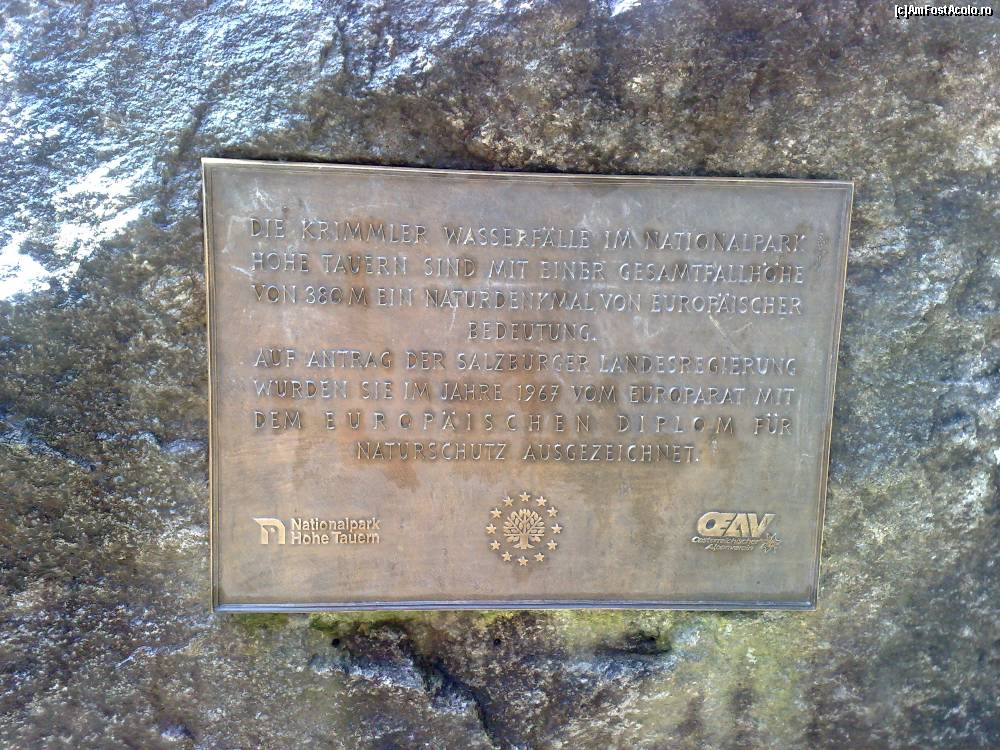 [c]AmFostAcolo.ro
DIE KRIMMLER WASSERFÄLLE IM NATIONALPARK
HOHE TAUERN SIND MIT EINER GESAMTFALLHÖHE
VON 380 M EIN NATURDENKMAL VON EUROPÄISCHER
BEDEUTUNG.
AUF ANTRAG DER SALZBURGER LANDESREGIERUNG
WURDEN SIE IM JAHRE 1967 VOM EUROPARAT MIT
DEM EUROPÄISCHEN DIPLOM FÜR
NATURSCHUTZ AUSGEZEICHNET.
Nationalpark
Hohe Tauern
OEAV
Oesterreichischer
Alpenverein